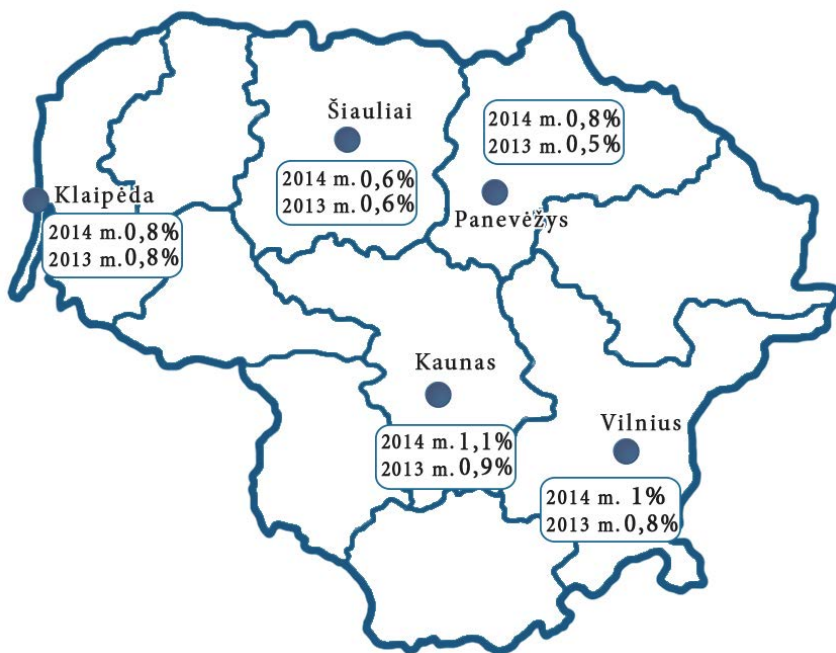 Šiauliai
2014 m. 0,6%
2013 m. 0,6%
2014 m. 0,8%
2013 m. 0,5%
Panevėžys
Klaipėda
2014 m. 0,8%
2013 m. 0,8%
Kaunas
2014 m. 1,1%
2013 m. 0,9%
Vilnius
2014 m. 1%
2013 m. 0,8%